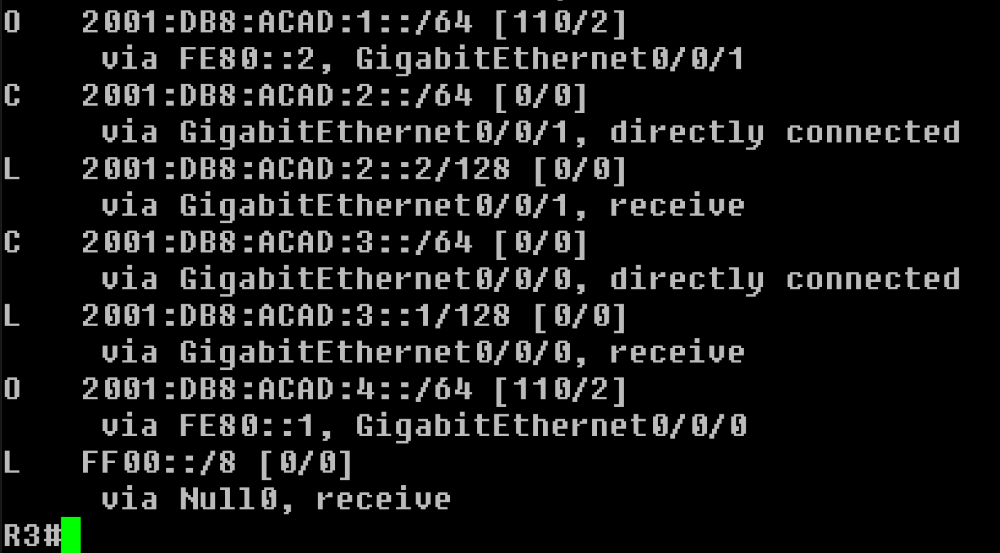 O   2001:DB8:ACAD:1::/64 [110/2]
     via FE80::2, GigabitEthernet0/0/1
C   2001:DB8:ACAD:2::/64 [0/0]
     via GigabitEthernet0/0/1, directly connected
L   2001:DB8:ACAD:2::2/128 [0/0]
     via GigabitEthernet0/0/1, receive
C   2001:DB8:ACAD:3::/64 [0/0]
     via GigabitEthernet0/0/0, directly connected
L   2001:DB8:ACAD:3::1/128 [0/0]
     via GigabitEthernet0/0/0, receive
O   2001:DB8:ACAD:4::/64 [110/2]
     via FE80::1, GigabitEthernet0/0/0
L   FF00::/8 [0/0]
     via Null0, receive
R3#